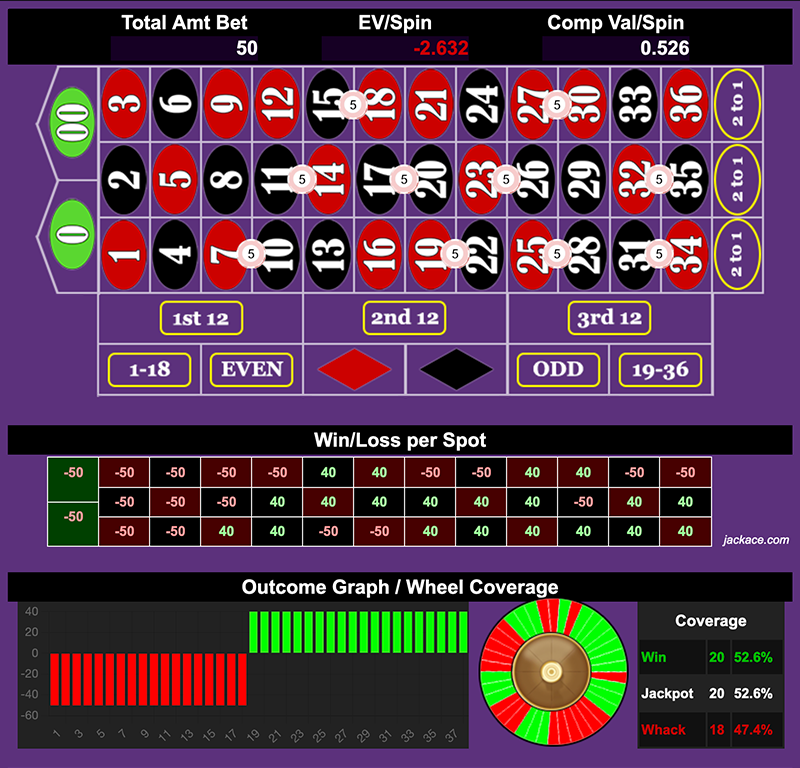 Total Amt Bet EV/Spin Comp Val/Spin
50 -2.632 0.526
00 3 6 9 12 15 5 18 21 24 27 5 30 33 36 2 to 1
2 5 8 11 5 14 17 5 20 23 5 26 29 32 5 35 2 to 1
0 1 4 7 5 10 13 16 19 5 22 25 5 28 31 5 34 2 to 1
1st 12 2nd 12 3rd 12
1-18 EVEN ODD 19-36
Win/Loss per Spot
-50 -50 -50 -50 -50 40 40 -50 -50 40 40 -50 -50
-50 -50 -50 40 40 40 40 40 40 -50 40 40
-50 -50 -50 40 40 -50 -50 40 40 40 40 40 40
jackace.com
Outcome Graph / Wheel Coverage
40
20
0
-20
-40
-60
1 3 5 7 9 11 13 15 17 19 21 23 25 27 29 31 33 35 37
Coverage
Win 20 52.6%
Jackpot 20 52.6%
Whack 18 47.4%